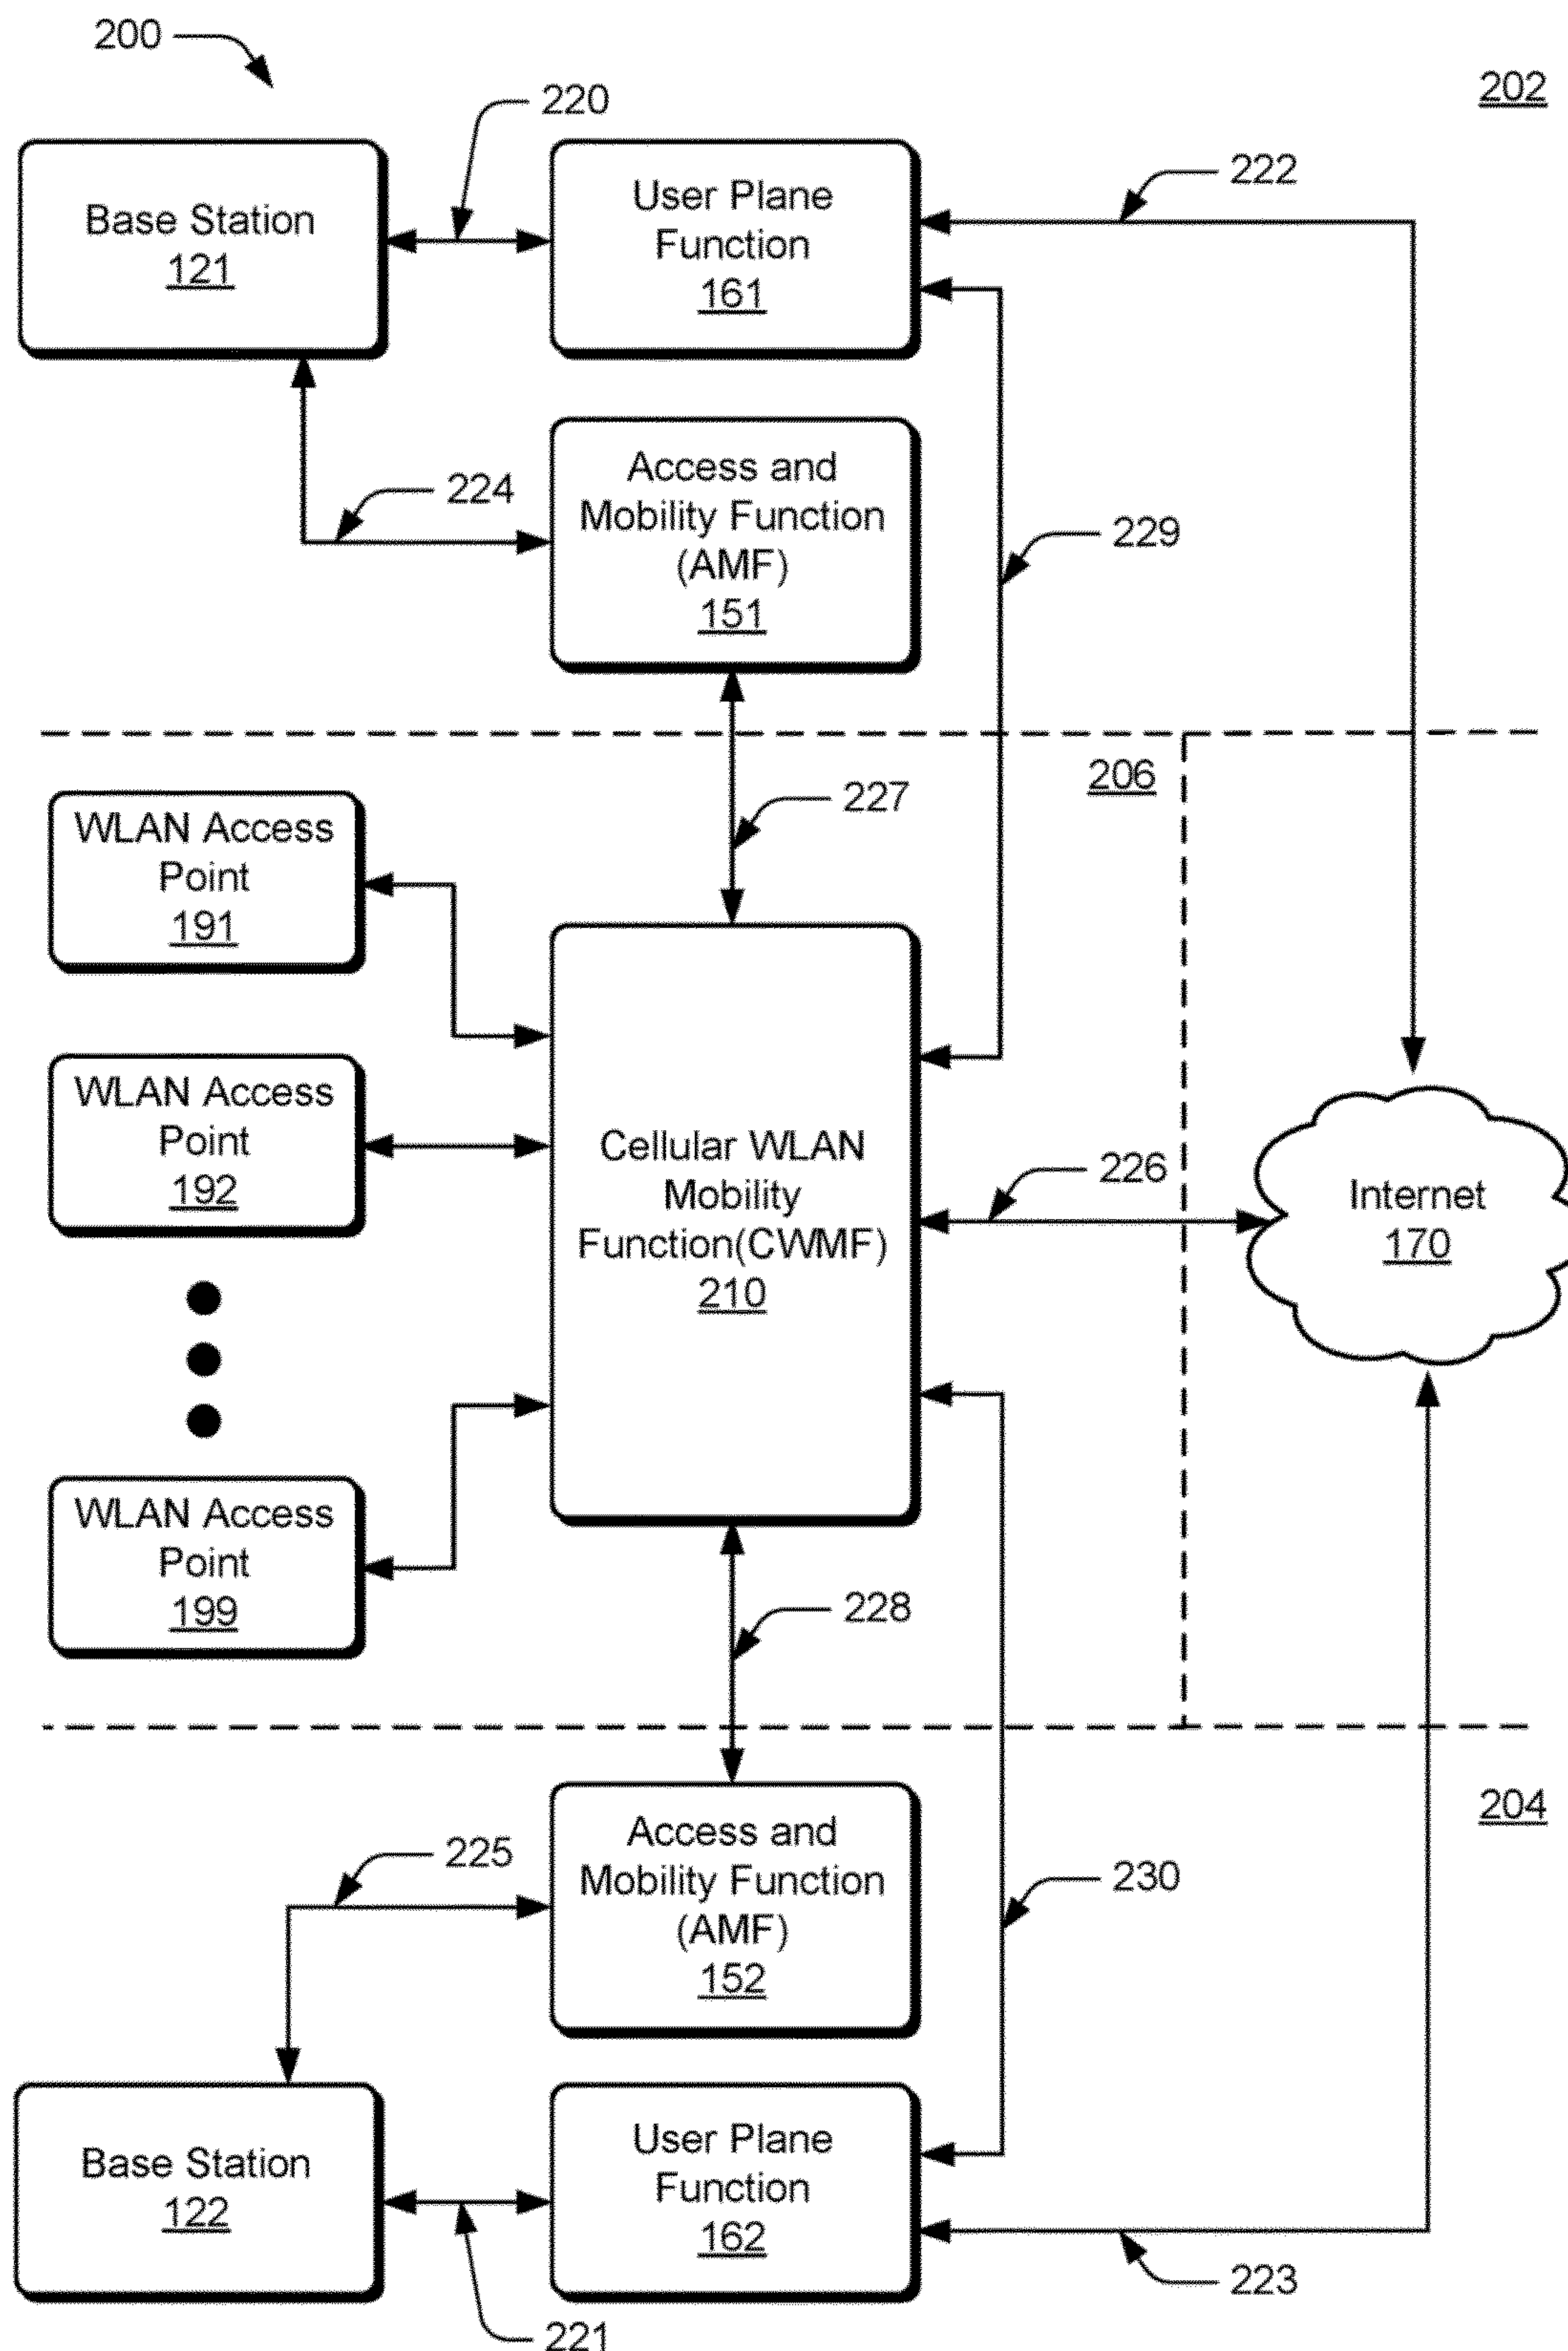 200
202
220
222
Base Station
121
User Plane
Function
161
Access and
Mobility Function
(AMF)
151
224
229
206
227
WLAN Access
Point
191
WLAN Access
Point
192
Cellular WLAN
Mobility
Function(CWMF)
210
226
Internet
170
WLAN Access
Point
199
228
204
225
Access and
Mobility Function
(AMF)
152
230
Base Station
122
User Plane
Function
162
223
221